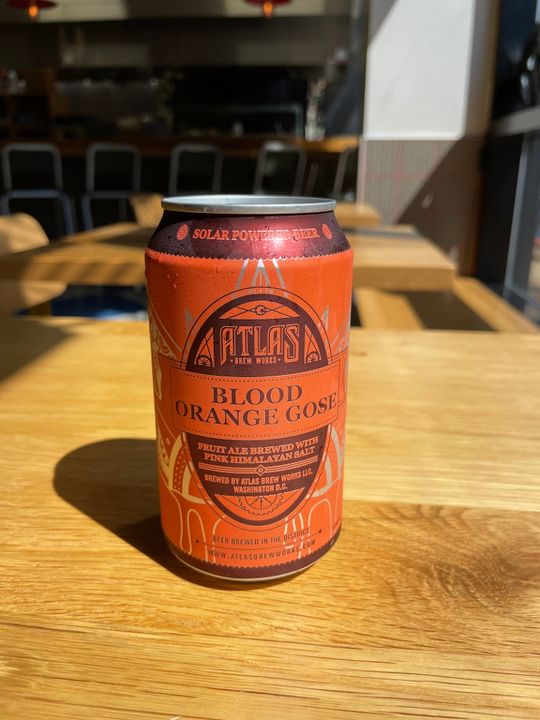 SOLAR POWERED BEER
ATLAS
BREW WORKS
BLOOD
ORANGE GOSE
FRUIT ALE BREWED WITH
PINK HIMALAYAN SALT
BREWED BY ATLAS BREW WORKS LLC,
WASHINGTON D.C.
BEER BREWED IN THE DISTRICT
WWW.ATLASBREWWORKS.COM